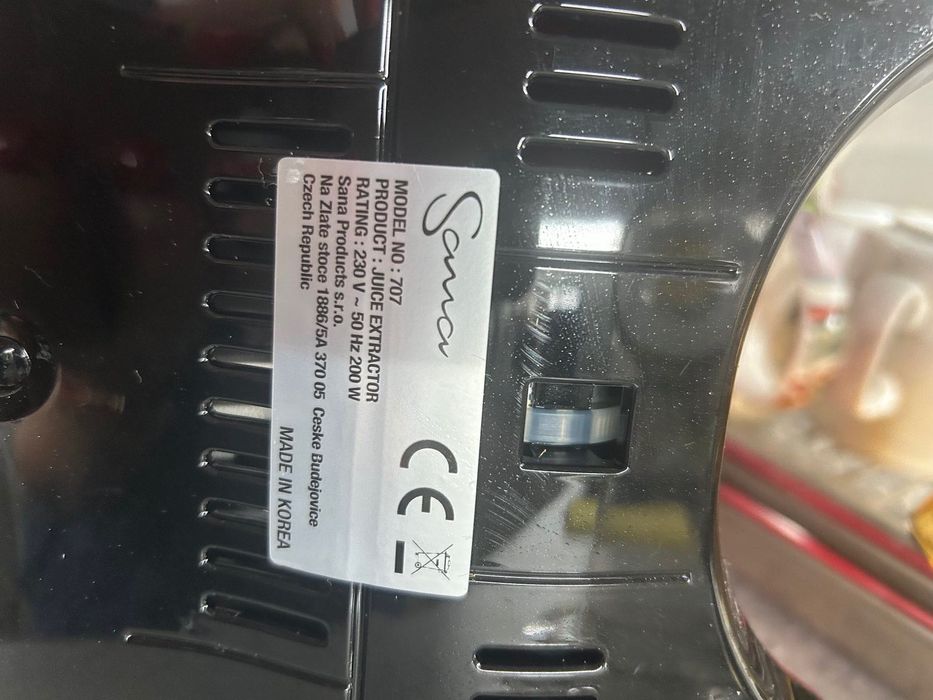 Sana
MODEL NO : 707
PRODUCT : JUICE EXTRACTOR
RATING : 230 V ~ 50 Hz 200 W
Sana Products s.r.o.
Na Zlate stoce 1886/5A 370 05 Ceske Budejovice
Czech Republic
MADE IN KOREA
CE